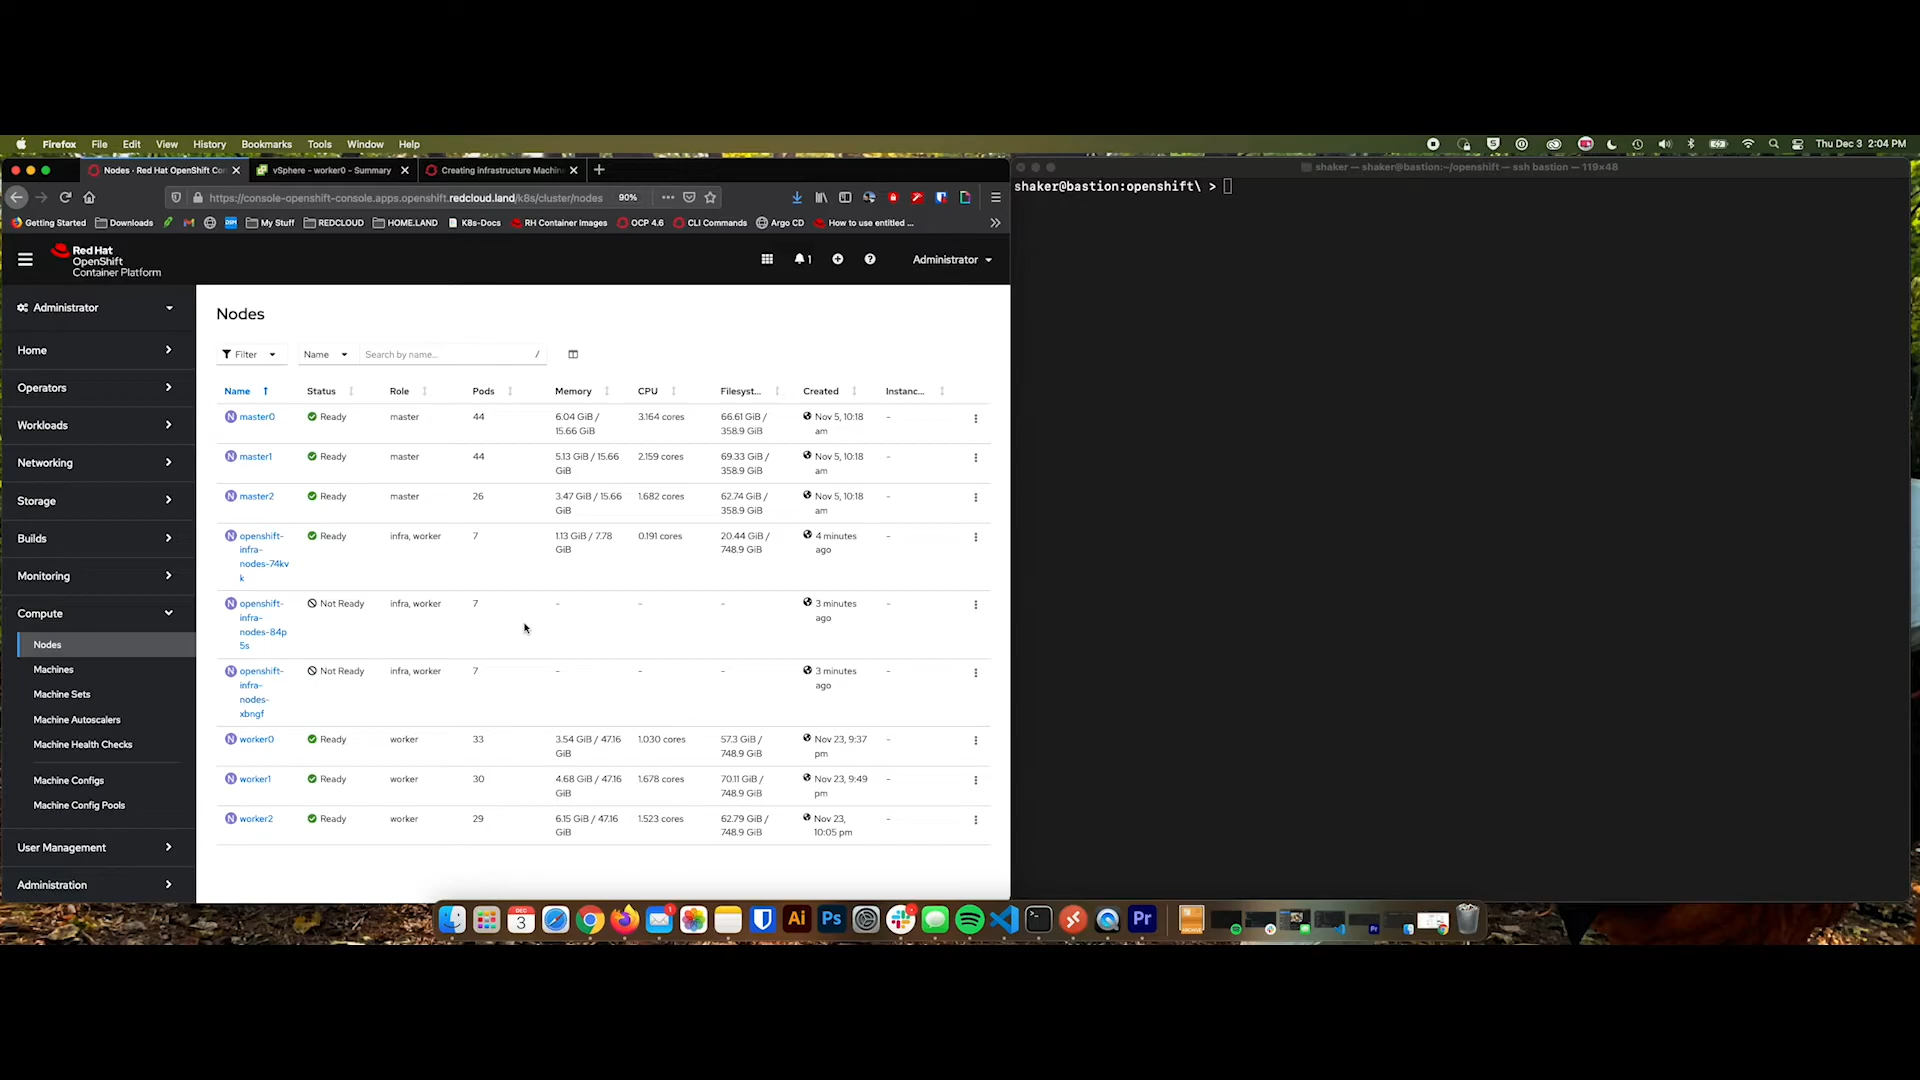 Firefox File Edit View History Bookmarks Tools Window Help
Thu Dec 3 2:04 PM
Nodes · Red Hat OpenShift Co
vSphere - worker0 - Summary
Creating infrastructure Machin
https://console-openshift-console.apps.openshift.redcloud.land/k8s/cluster/nodes
90%
Getting Started Downloads My Stuff REDCLOUD HOME.LAND K8s-Docs RH Container Images OCP 4.6 CLI Commands Argo CD How to use entitled ...
Red Hat
OpenShift
Container Platform
1
Administrator
Administrator
Home
Operators
Workloads
Networking
Storage
Builds
Monitoring
Compute
Nodes
Machines
Machine Sets
Machine Autoscalers
Machine Health Checks
Machine Configs
Machine Config Pools
User Management
Administration
Nodes
Filter Name Search by name... /
Name Status Role Pods Memory CPU Filesyst... Created Instanc...
N master0 Ready master 44 6.04 GiB / 3.164 cores 66.61 GiB / Nov 5, 10:18 -
15.66 GiB 358.9 GiB am
N master1 Ready master 44 5.13 GiB / 15.66 2.159 cores 69.33 GiB / Nov 5, 10:18 -
GiB 358.9 GiB am
N master2 Ready master 26 3.47 GiB / 15.66 1.682 cores 62.74 GiB / Nov 5, 10:18 -
GiB 358.9 GiB am
N openshift- Ready infra, worker 7 1.13 GiB / 7.78 0.191 cores 20.44 GiB / 4 minutes -
infra- GiB 748.9 GiB ago
nodes-74kv
k
N openshift- Not Ready infra, worker 7 - - - 3 minutes -
infra- ago
nodes-84p
5s
N openshift- Not Ready infra, worker 7 - - - 3 minutes -
infra- ago
nodes-
xbngf
N worker0 Ready worker 33 3.54 GiB / 47.16 1.030 cores 57.3 GiB / Nov 23, 9:37 -
GiB 748.9 GiB pm
N worker1 Ready worker 30 4.68 GiB / 47.16 1.678 cores 70.11 GiB / Nov 23, 9:49 -
GiB 748.9 GiB pm
N worker2 Ready worker 29 6.15 GiB / 47.16 1.523 cores 62.79 GiB / Nov 23, -
GiB 748.9 GiB 10:05 pm
shaker — shaker@bastion:~/openshift — ssh bastion — 119×48
shaker@bastion:openshift\ >
DEC
3
Ai Ps Pr